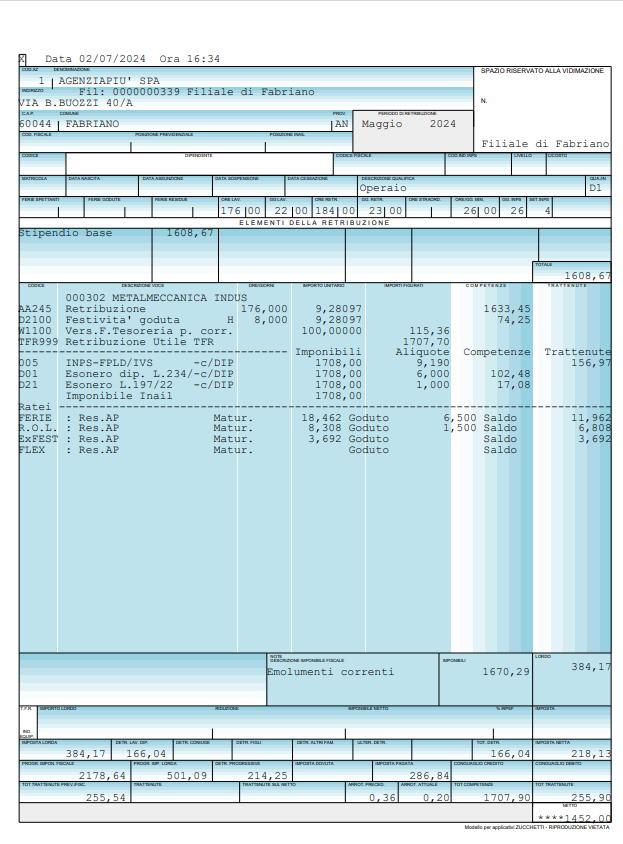 X Data 02/07/2024 Ora 16:34
COD.AZ DENOMINAZIONE
1 AGENZIAPIU' SPA
SPAZIO RISERVATO ALLA VIDIMAZIONE
INDIRIZZO Fil: 0000000339 Filiale di Fabriano
VIA B.BUOZZI 40/A
N.
C.A.P. COMUNE PROV. PERIODO DI RETRIBUZIONE
60044 FABRIANO AN Maggio 2024
COD. FISCALE POSIZIONE PREVIDENZIALE POSIZIONE INAIL
Filiale di Fabriano
CODICE DIPENDENTE CODICE FISCALE COD.IND.INPS LIVELLO %COSTO
MATRICOLA DATA NASCITA DATA ASSUNZIONE DATA SOSPENSIONE DATA CESSAZIONE DESCRIZIONE QUALIFICA QUA.IN
Operaio D1
FERIE SPETTANTI FERIE GODUTE FERIE RESIDUE ORE LAV. GG LAV. ORE RETR. GG. RETR. ORE STRAORD. ORE/GG. MIN. GG. INPS SET.INPS
176 00 22 00 184 00 23 00 26 00 26 4
ELEMENTI DELLA RETRIBUZIONE
Stipendio base 1608,67
TOTALE
1608,67
CODICE DESCRIZIONE VOCE ORE/GIORNI IMPORTO UNITARIO IMPORTI FIGURATI COMPETENZE TRATTENUTE
000302 METALMECCANICA INDUS
AA245 Retribuzione 176,000 9,28097 1633,45
D2100 Festivita' goduta H 8,000 9,28097 74,25
W1100 Vers.F.Tesoreria p. corr. 100,00000 115,36
TFR999 Retribuzione Utile TFR 1707,70
---------------------------------- Imponibili Aliquote Competenze Trattenute
005 INPS-FPLD/IVS -c/DIP 1708,00 9,190 156,97
D01 Esonero dip. L.234/-c/DIP 1708,00 6,000 102,48
D21 Esonero L.197/22 -c/DIP 1708,00 1,000 17,08
Imponibile Inail 1708,00
Ratei ------------------------------------------------------------------------
FERIE : Res.AP Matur. 18,462 Goduto 6,500 Saldo 11,962
R.O.L. : Res.AP Matur. 8,308 Goduto 1,500 Saldo 6,808
ExFEST : Res.AP Matur. 3,692 Goduto Saldo 3,692
FLEX : Res.AP Matur. Goduto Saldo
NOTE
DESCRIZIONE IMPONIBILE FISCALE IMPONIBILI LORDO
Emolumenti correnti 1670,29 384,17
T.F.R. IMPORTO LORDO RIDUZIONE IMPONIBILE NETTO % IRPEF IMPOSTA
IND. EQUIP.
IMPOSTA LORDA DETR. LAV. DIP. DETR. CONIUGE DETR. FIGLI DETR. ALTRI FAM. ULTER. DETR. TOT. DETR. IMPOSTA NETTA
384,17 166,04 166,04 218,13
PROGR. IMPON. FISCALE PROGR. IMP. LORDA DETR. PROGRESSIVE IMPOSTA DOVUTA IMPOSTA PAGATA CONGUAGLIO CREDITO CONGUAGLIO DEBITO
2178,64 501,09 214,25 286,84
TOT TRATTENUTE PREV./FISC. TRATTENUTE TRATTENUTE SUL NETTO ARROT. PRECED. ARROT. ATTUALE TOT COMPETENZE TOT TRATTENUTE
255,54 0,36 0,20 1707,90 255,90
NETTO
****1452,00
Modello per applicativi ZUCCHETTI - RIPRODUZIONE VIETATA